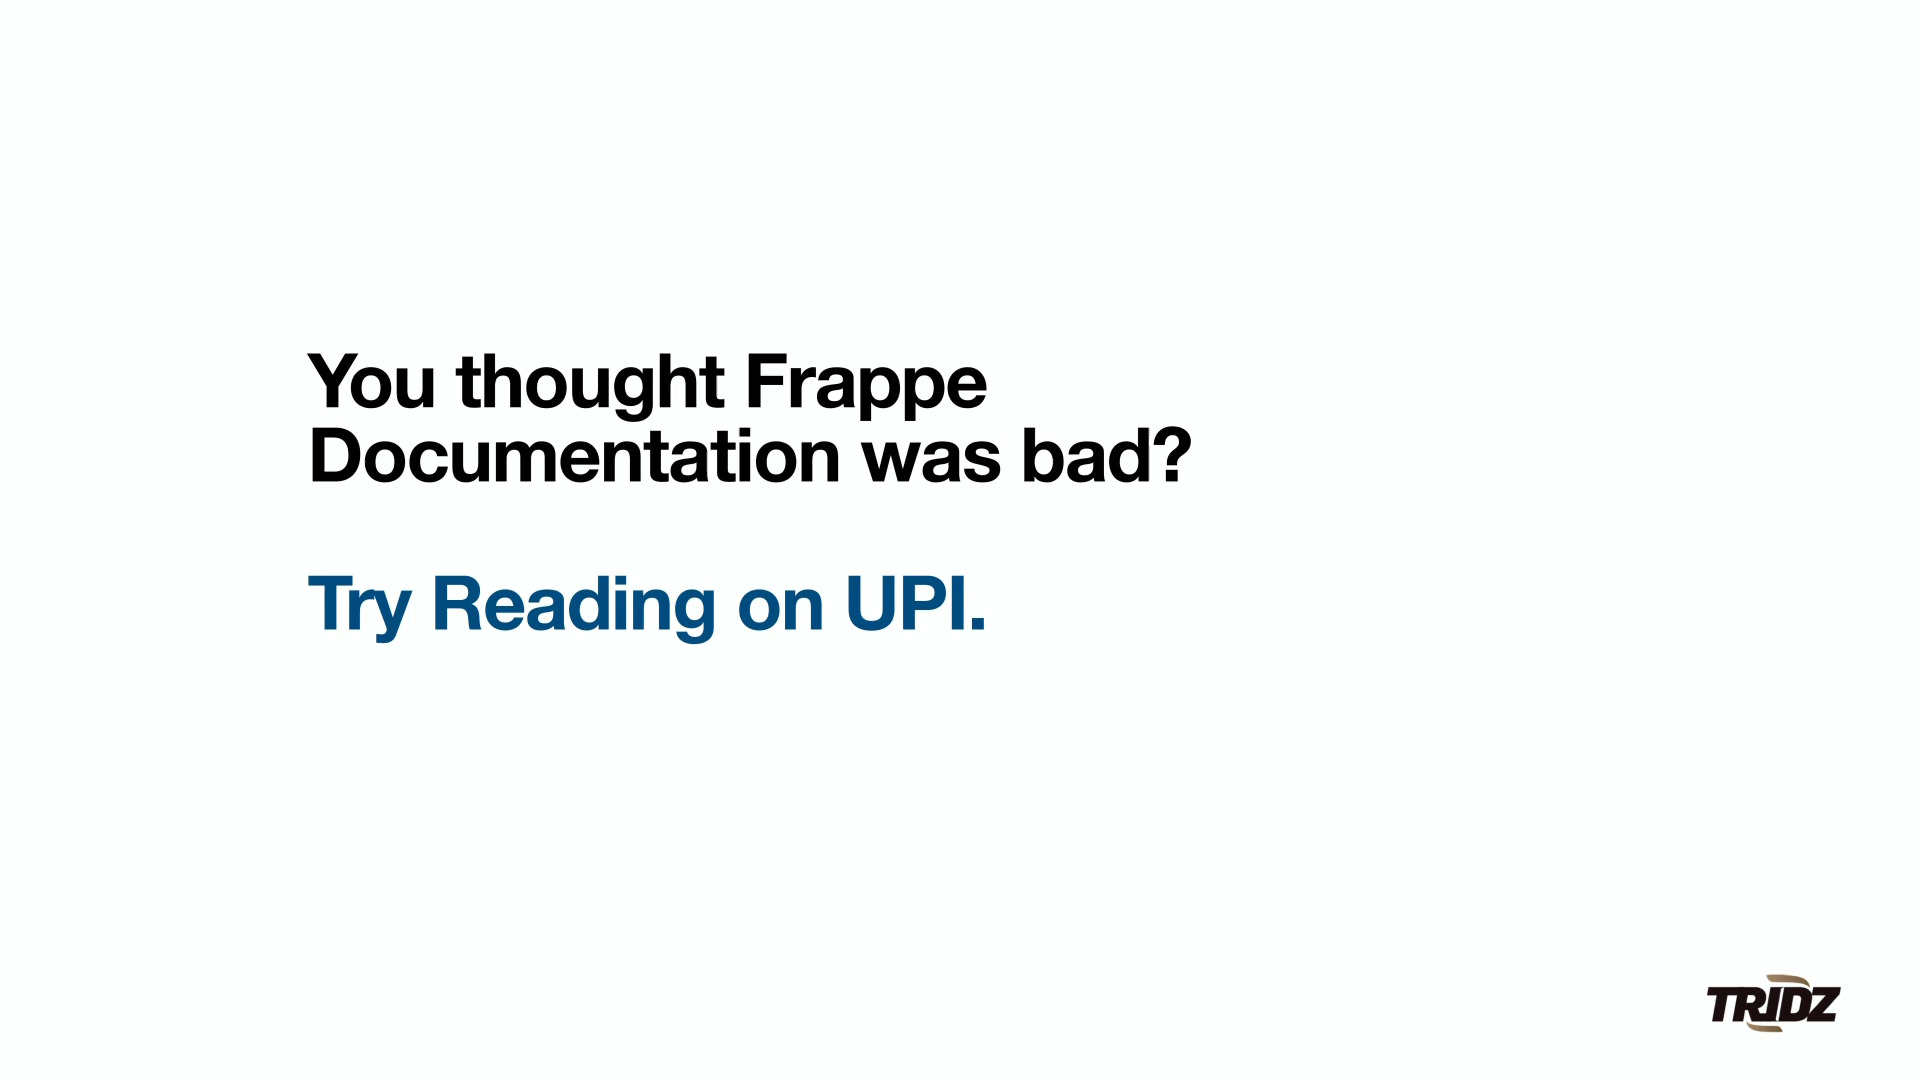 You thought Frappe
Documentation was bad?
Try Reading on UPI.
TRIDZ